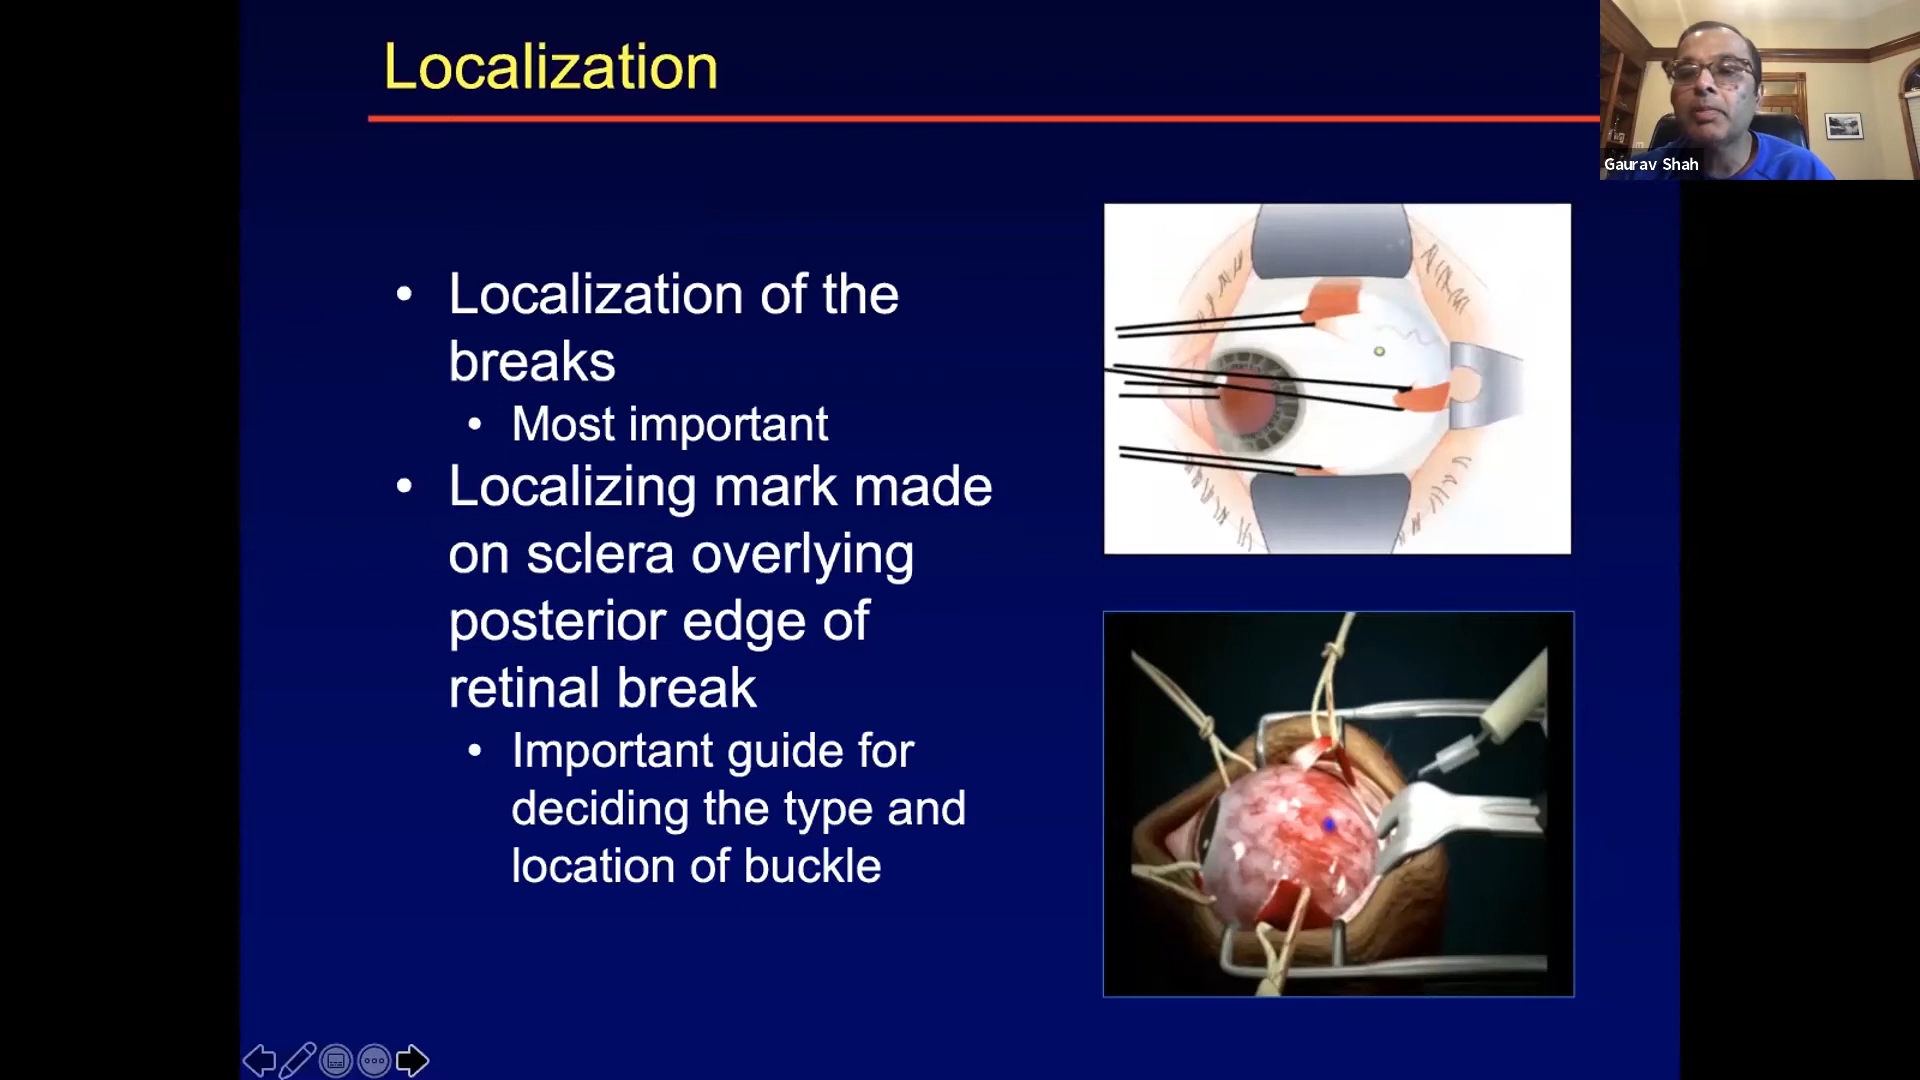 Localization
Gaurav Shah
• Localization of the
breaks
• Most important
• Localizing mark made
on sclera overlying
posterior edge of
retinal break
• Important guide for
deciding the type and
location of buckle